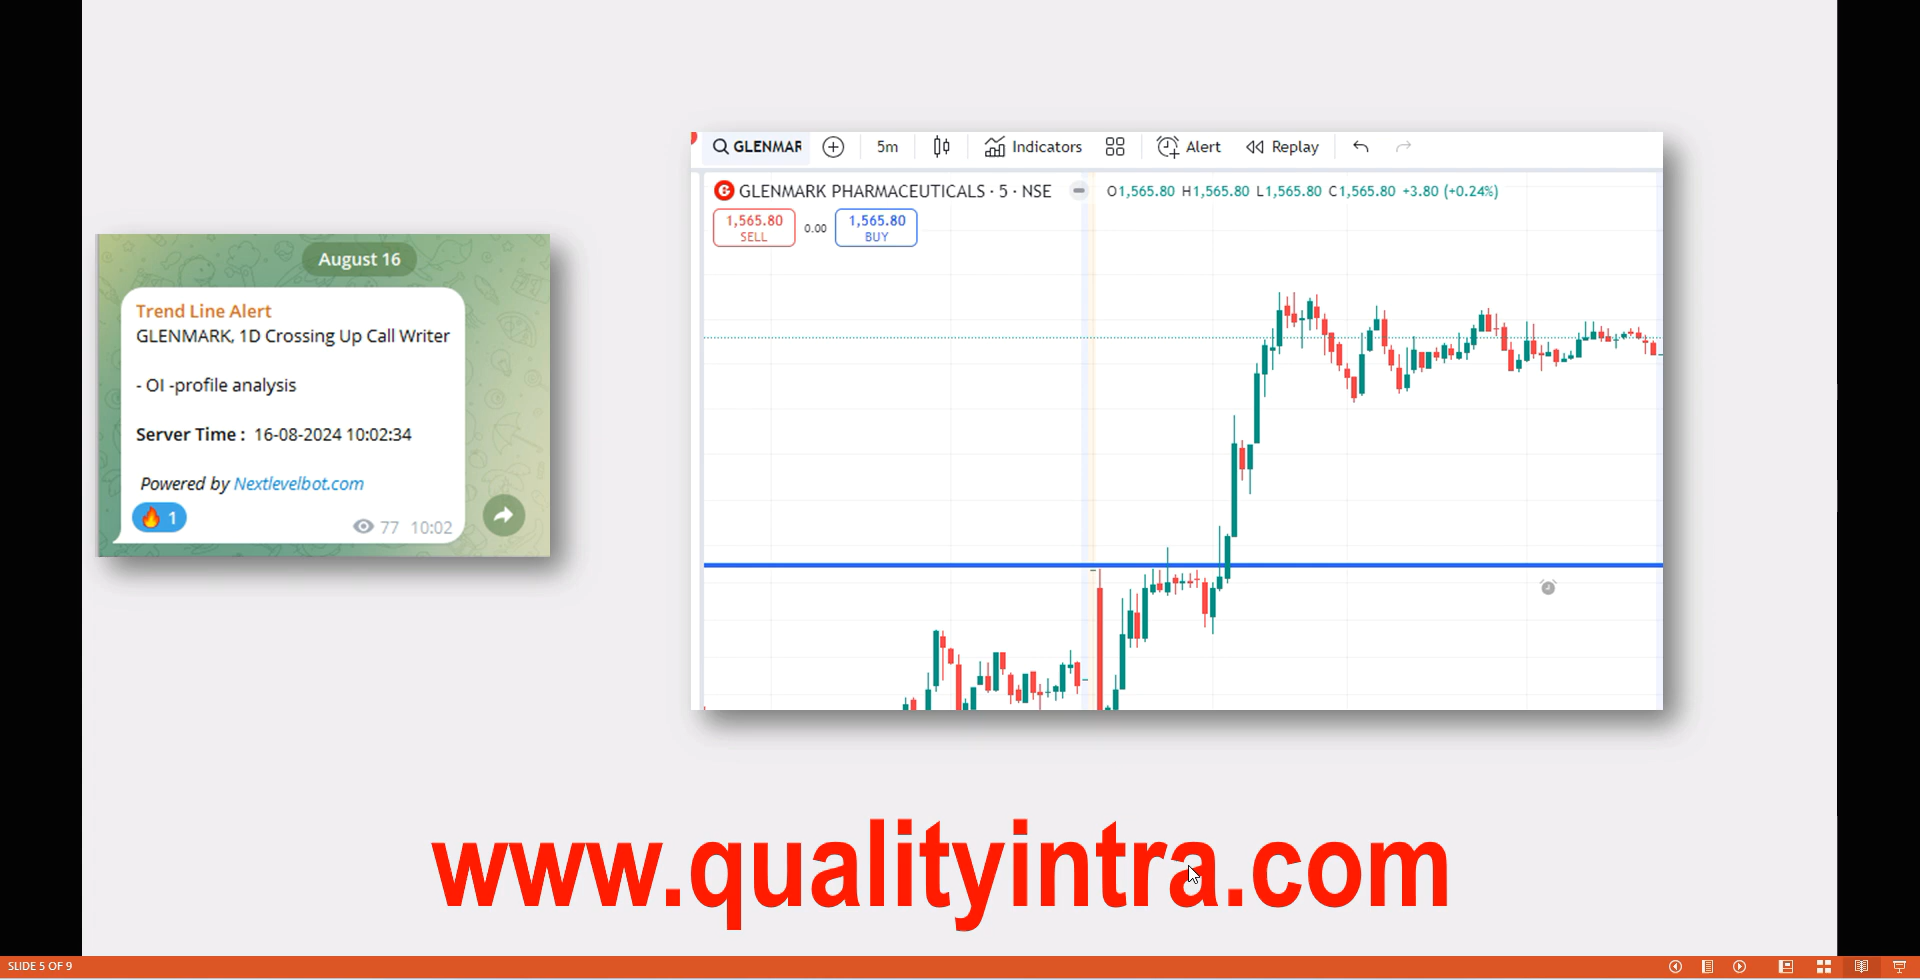 August 16
Trend Line Alert
GLENMARK, 1D Crossing Up Call Writer
- OI -profile analysis
Server Time : 16-08-2024 10:02:34
Powered by Nextlevelbot.com
🔥 1
77 10:02
GLENMAR
5m
Indicators
Alert
Replay
GLENMARK PHARMACEUTICALS · 5 · NSE
O1,565.80 H1,565.80 L1,565.80 C1,565.80 +3.80 (+0.24%)
1,565.80
SELL
0.00
1,565.80
BUY
www.qualityintra.com
SLIDE 5 OF 9